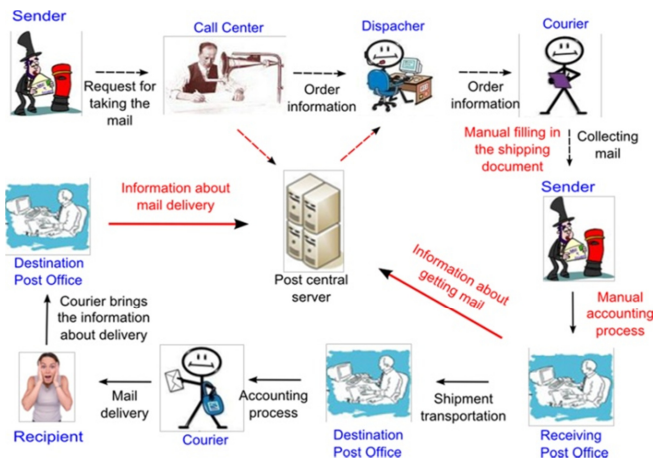 Sender
Call Center
Dispacher
Courier
Request for
taking the
mail
Order
information
Order
information
Manual filling in
the shipping
document
Collecting
mail
Information about
mail delivery
Sender
Destination
Post Office
Post central
server
Information about
getting mail
Manual
accounting
process
Courier brings
the information
about delivery
Mail
delivery
Accounting
process
Shipment
transportation
Recipient
Courier
Destination
Post Office
Receiving
Post Office